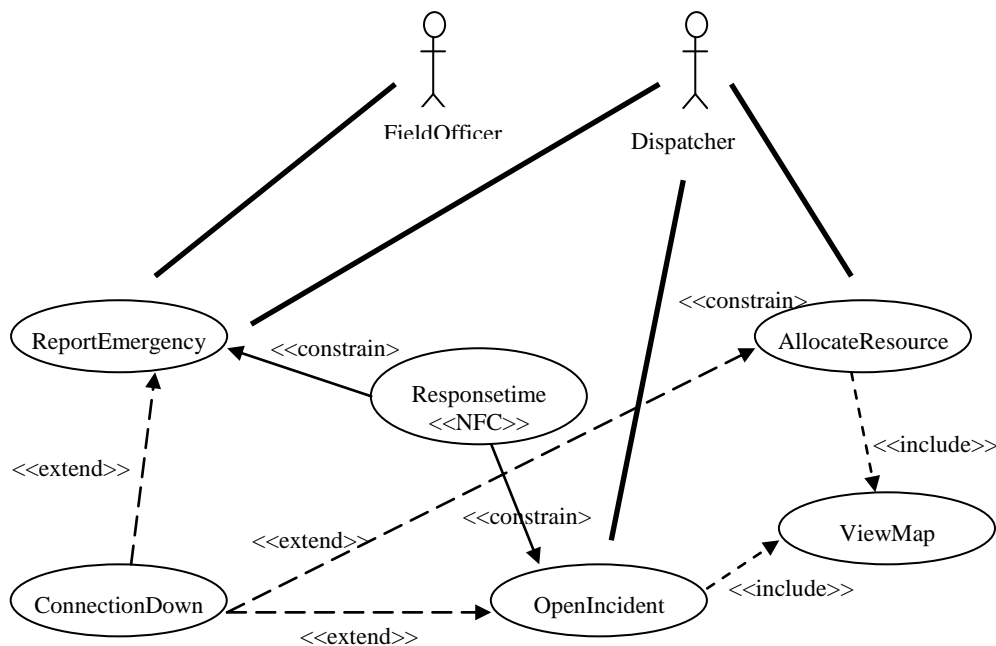 FieldOfficer
Dispatcher
<<constrain>
ReportEmergency
<<constrain>
AllocateResource
Responsetime
<<NFC>>
<<include>>
<<extend>>
<<constrain>
<<extend>>
ViewMap
<<include>>
ConnectionDown
OpenIncident
<<extend>>